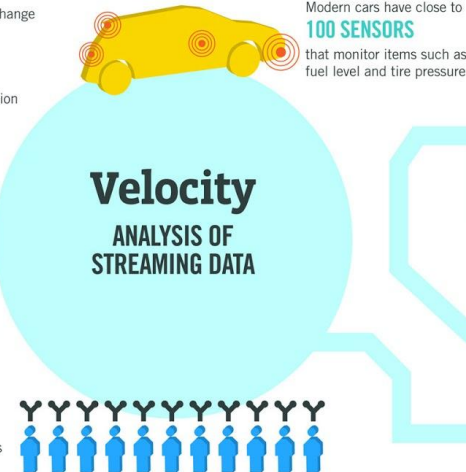 hange
Modern cars have close to
100 SENSORS
that monitor items such as
fuel level and tire pressure
ion
Velocity
ANALYSIS OF
STREAMING DATA
s